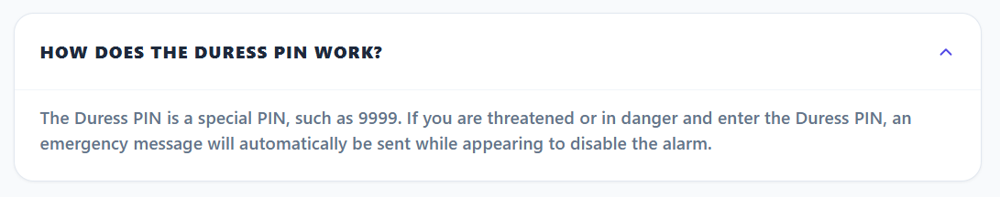 HOW DOES THE DURESS PIN WORK?
The Duress PIN is a special PIN, such as 9999. If you are threatened or in danger and enter the Duress PIN, an
emergency message will automatically be sent while appearing to disable the alarm.